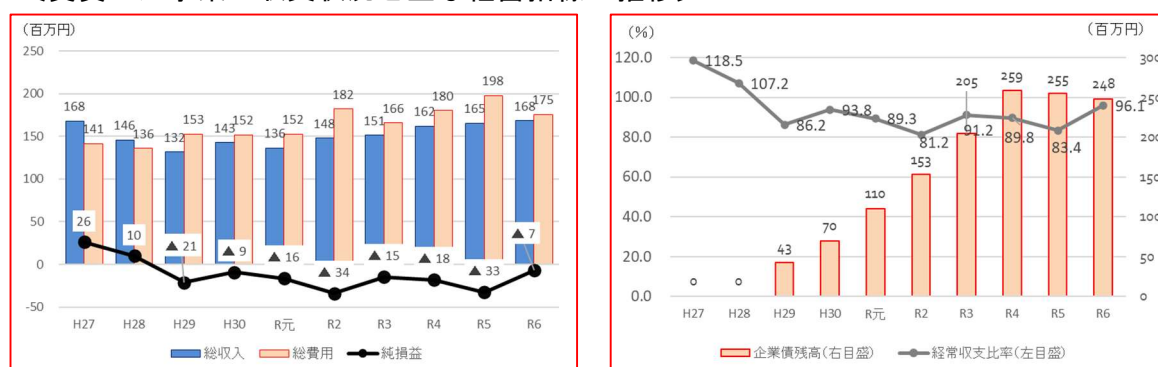 (百万円)
250
200
150
100
50
0
-50
168 141 146 136 132 153 143 152 136 152 148 182 151 166 162 180 165 198 168 175
26 10 ▲ 21 ▲ 9 ▲ 16 ▲ 34 ▲ 15 ▲ 18 ▲ 33 ▲ 7
H27 H28 H29 H30 R元 R2 R3 R4 R5 R6
総収入 総費用 純損益
(%) (百万円)
120.0 300
100.0 250
80.0 200
60.0 150
40.0 100
20.0 50
0.0 0
118.5 107.2 86.2 93.8 89.3 81.2 91.2 89.8 83.4 96.1
0 0 43 70 110 153 205 259 255 248
H27 H28 H29 H30 R元 R2 R3 R4 R5 R6
企業債残高(右目盛) 経常収支比率(左目盛)